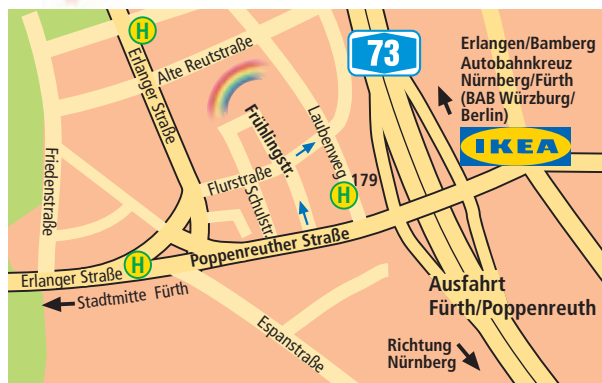 H
73
Erlangen/Bamberg
Autobahnkreuz
Nürnberg/Fürth
(BAB Würzburg/
Berlin)
IKEA
Alte Reutstraße
Erlanger Straße
Frühlingstr.
Laubenweg
Friedenstraße
Flurstraße
Schulstr.
H 179
Poppenreuther Straße
H
Erlanger Straße
Stadtmitte Fürth
Espanstraße
Ausfahrt
Fürth/Poppenreuth
Richtung
Nürnberg